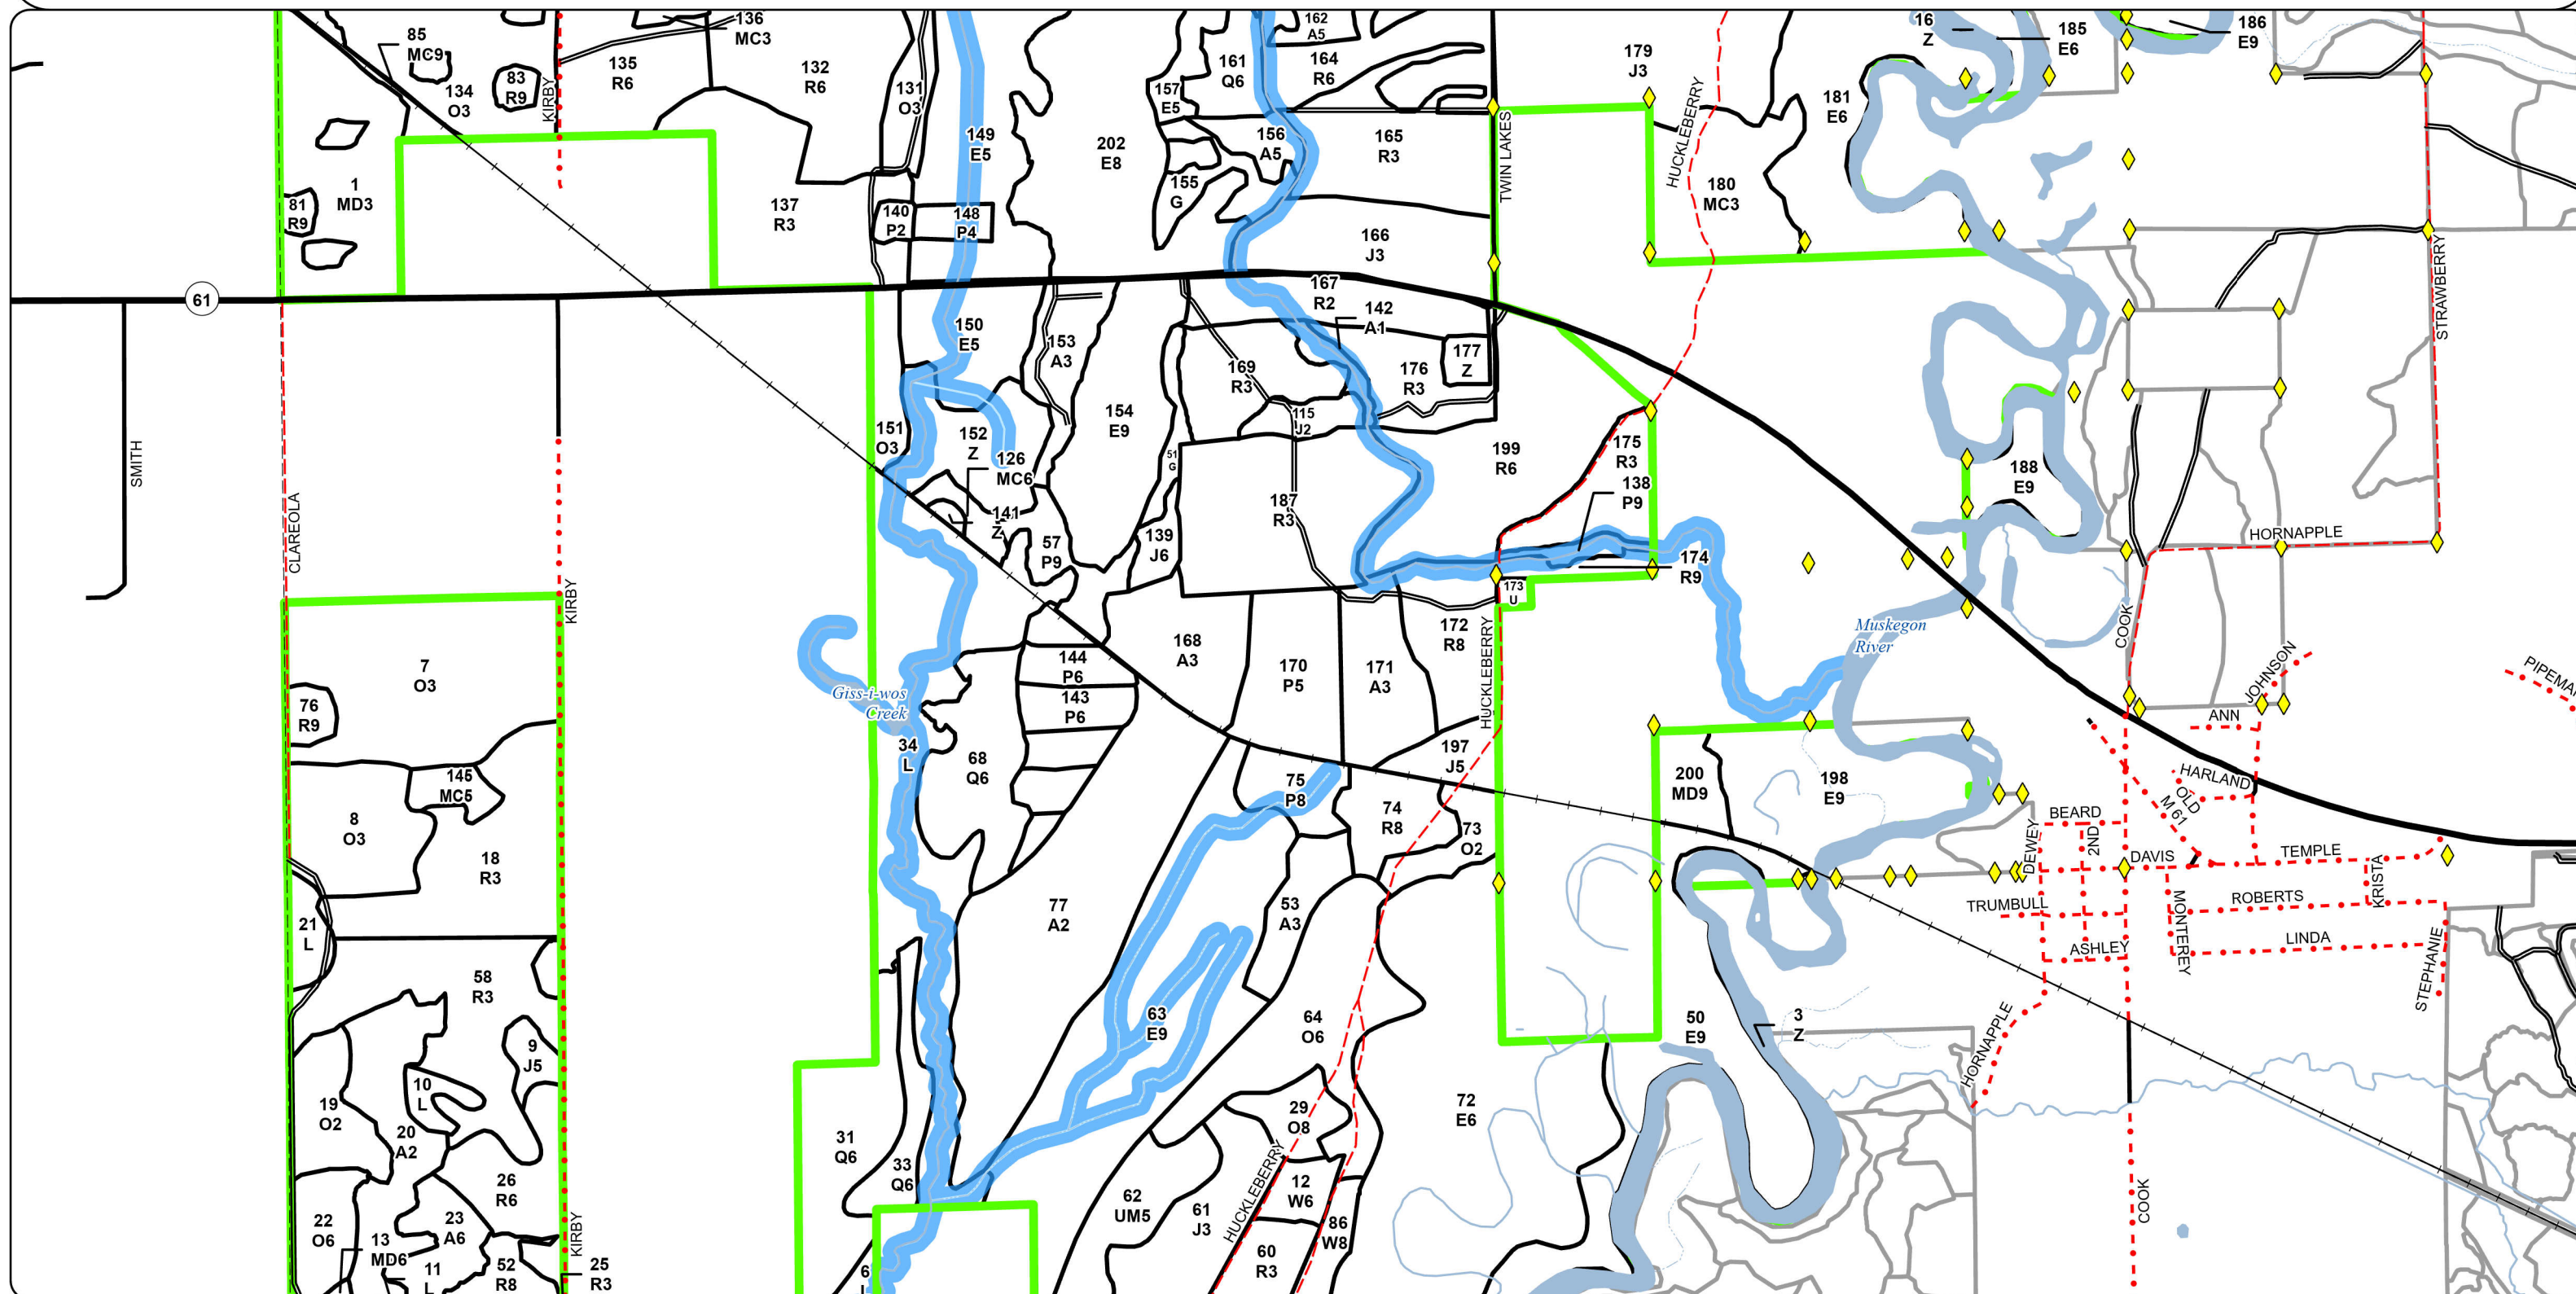 136
MC3
85
MC9
134
O3
83
R9
KIRBY
135
R6
132
R6
131
O3
149
E5
202
E8
157
E5
161
Q6
162
A5
164
R6
156
A5
165
R3
155
G
179
J3
HUCKLEBERRY
TWIN LAKES
180
MC3
181
E6
16
Z
185
E6
186
E9
1
MD3
81
R9
137
R3
140
P2
148
P4
166
J3
STRAWBERRY
61
167
R2
142
A1
150
E5
153
A3
154
E9
169
R3
176
R3
177
Z
115
J2
SMITH
CLAREOLA
151
O3
152
Z
126
MC6
141
Z
57
P9
51
G
139
J6
187
R3
199
R6
175
R3
138
P9
174
R9
173
U
188
E9
HORNAPPLE
COOK
KIRBY
Muskegon
River
7
O3
76
R9
144
P6
143
P6
168
A3
170
P5
171
A3
172
R8
HUCKLEBERRY
197
J5
Giss-i-wos
Creek
34
L
68
Q6
75
P8
74
R8
73
O2
200
MD9
198
E9
JOHNSON
ANN
HARLAND
OLD
M 61
BEARD
2ND
DEWEY
DAVIS
TEMPLE
TRUMBULL
ROBERTS
KRISTA
ASHLEY
MONTEREY
LINDA
STEPHANIE
HORNAPPLE
145
MC5
8
O3
18
R3
21
L
58
R3
77
A2
53
A3
63
E9
64
O6
50
E9
3
Z
9
J5
10
L
19
O2
20
A2
29
O8
72
E6
31
Q6
33
Q6
26
R6
22
O6
23
A6
13
MD6
11
L
52
R8
25
R3
KIRBY
62
UM5
61
J3
HUCKLEBERRY
12
W6
86
W8
60
R3
6
COOK